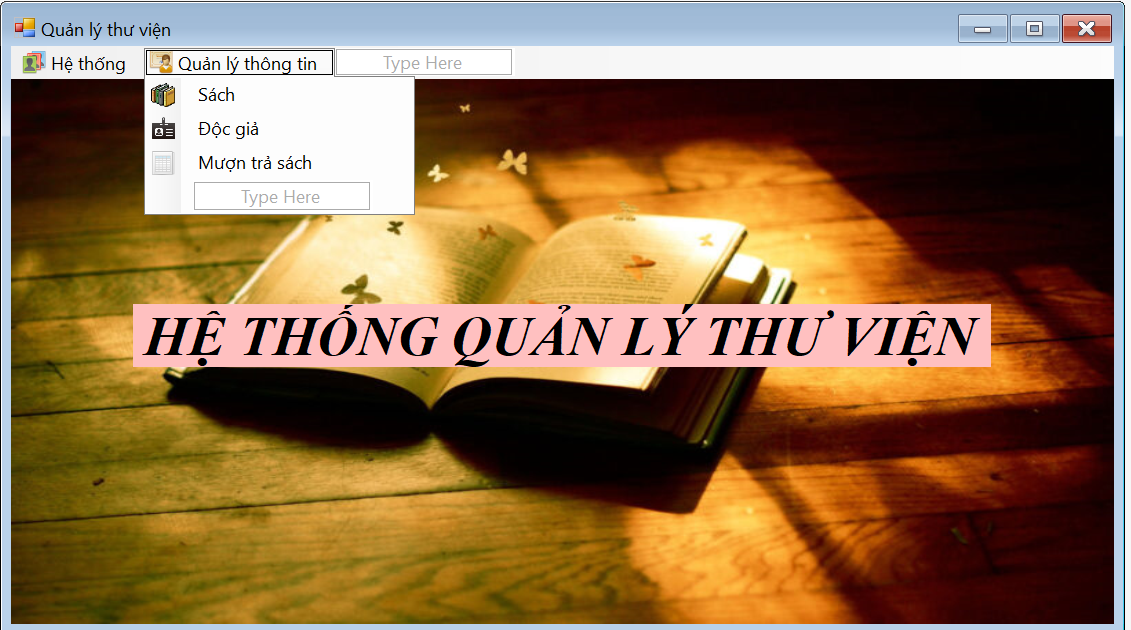 Quản lý thư viện
Hệ thống Quản lý thông tin Type Here
Sách
Độc giả
Mượn trả sách
Type Here
HỆ THỐNG QUẢN LÝ THƯ VIỆN